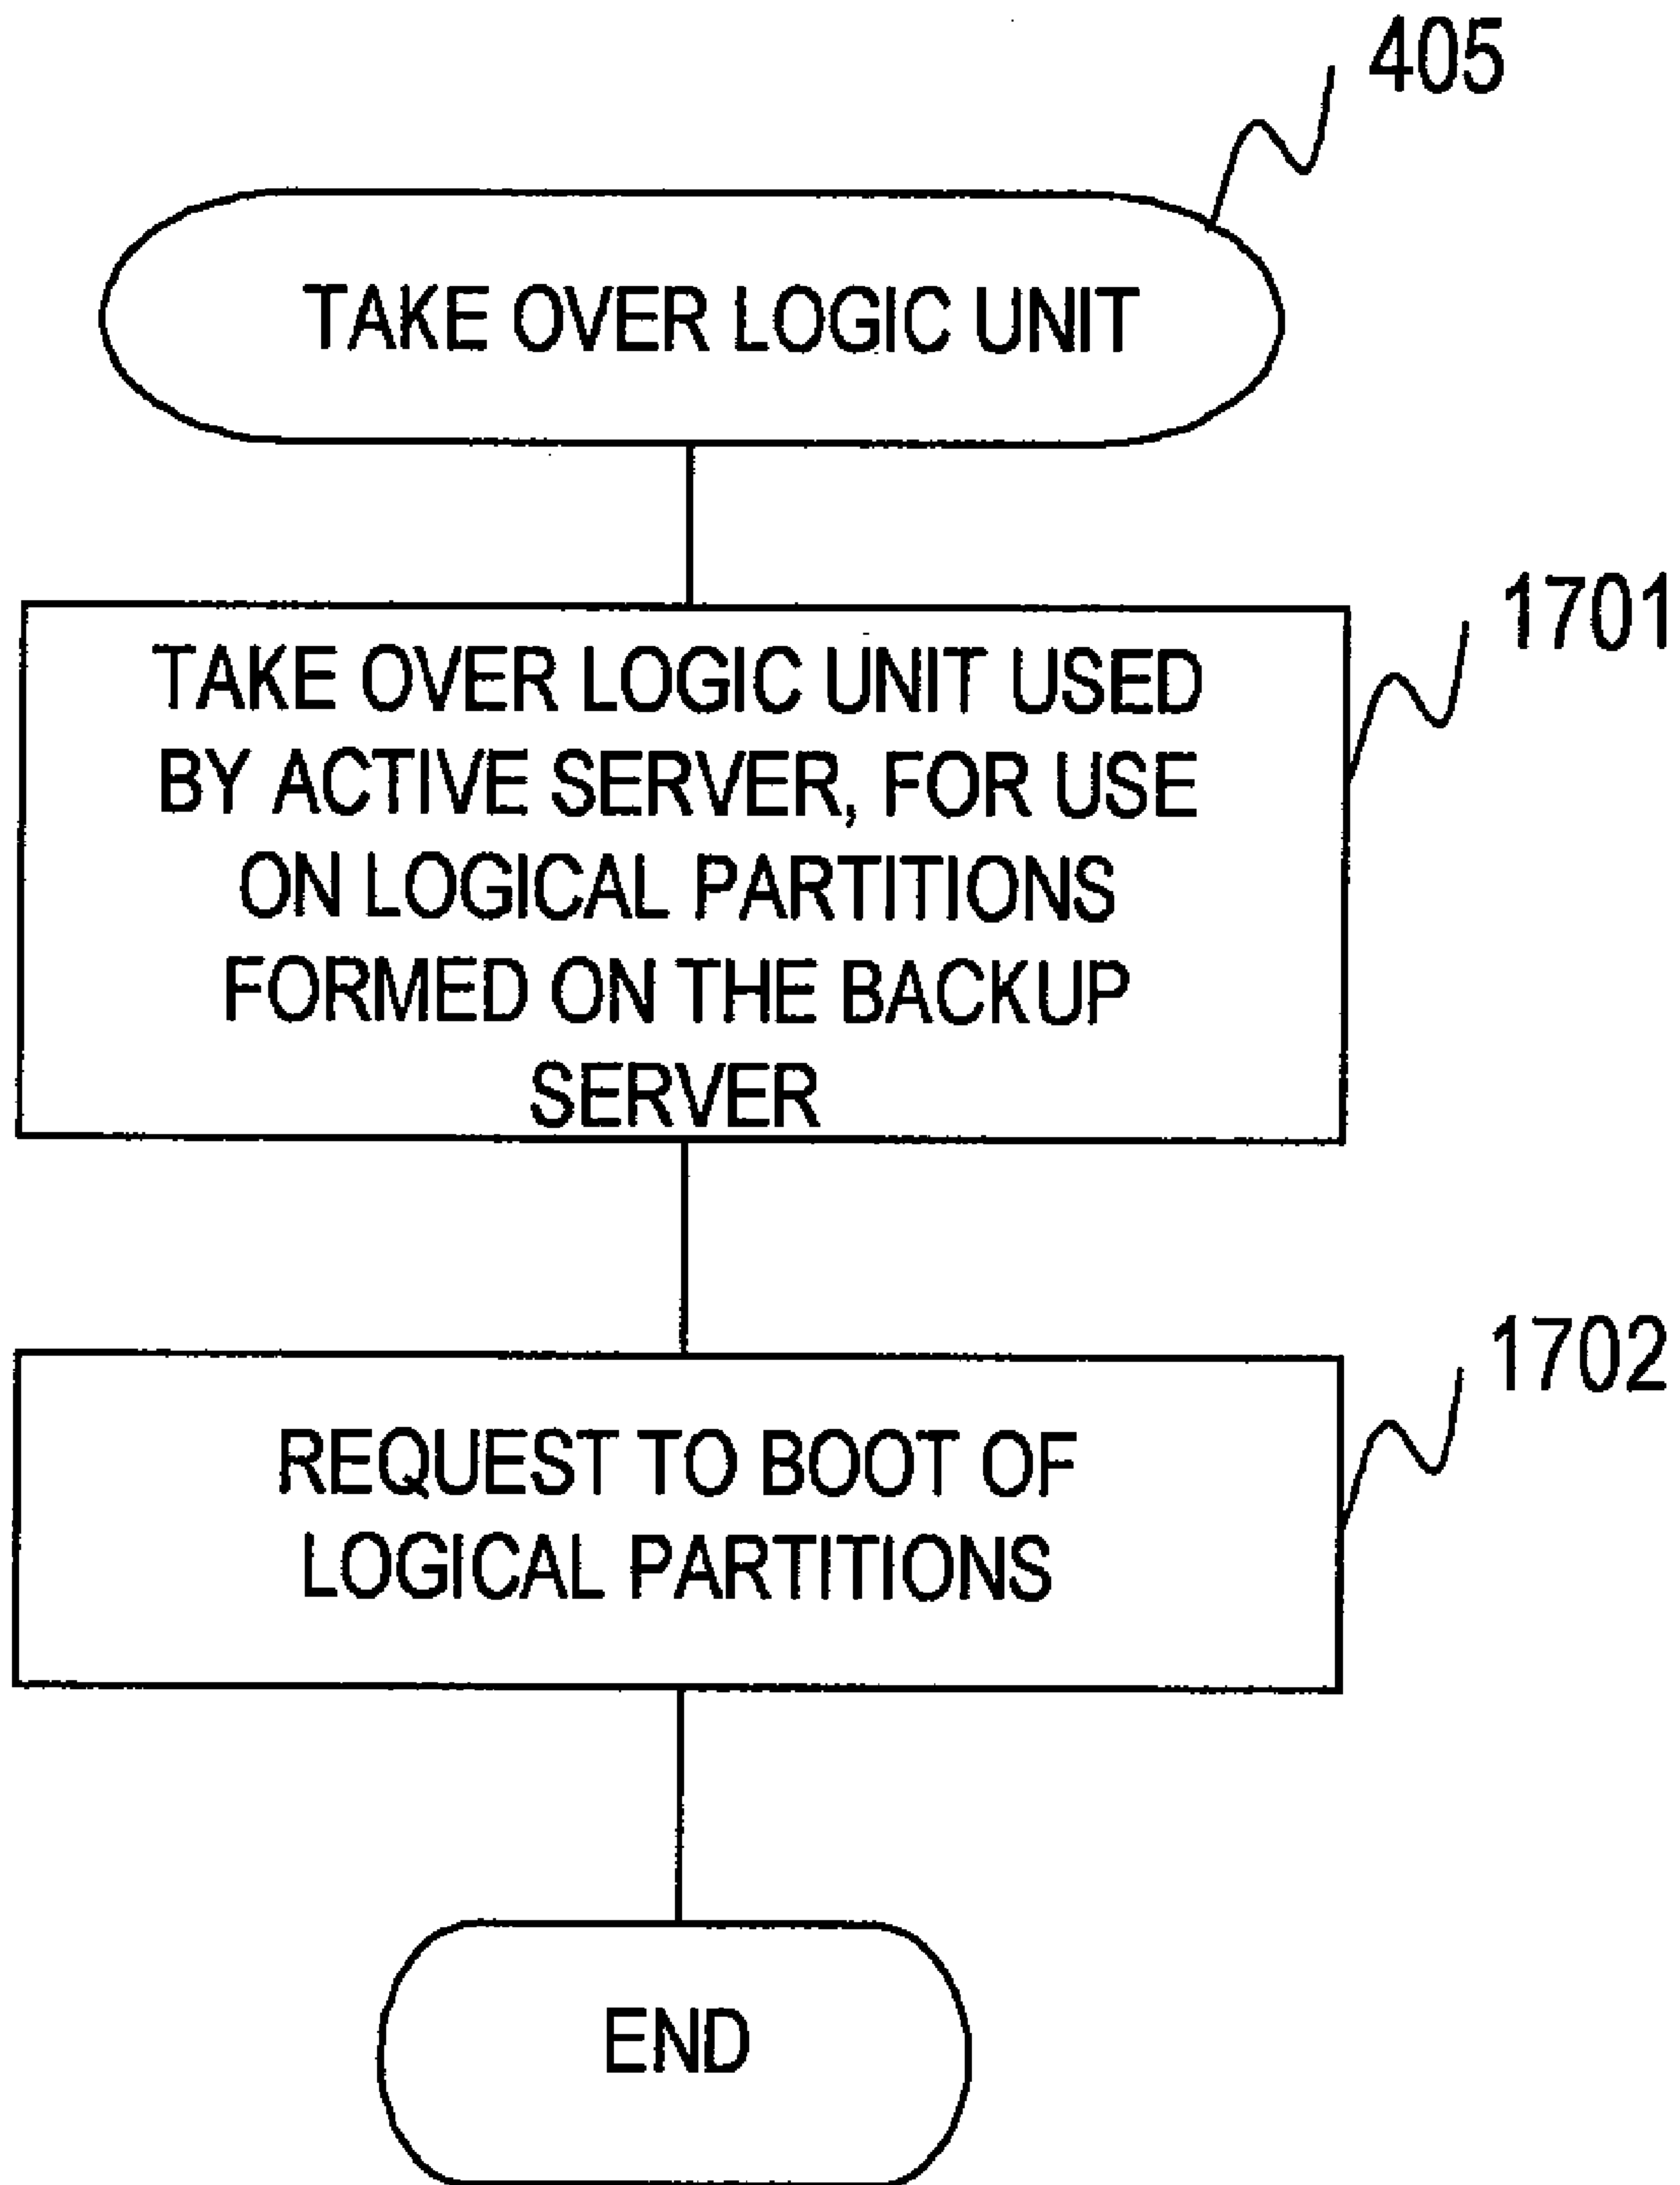 405
TAKE OVER LOGIC UNIT
1701
TAKE OVER LOGIC UNIT USED
BY ACTIVE SERVER, FOR USE
ON LOGICAL PARTITIONS
FORMED ON THE BACKUP
SERVER
1702
REQUEST TO BOOT OF
LOGICAL PARTITIONS
END